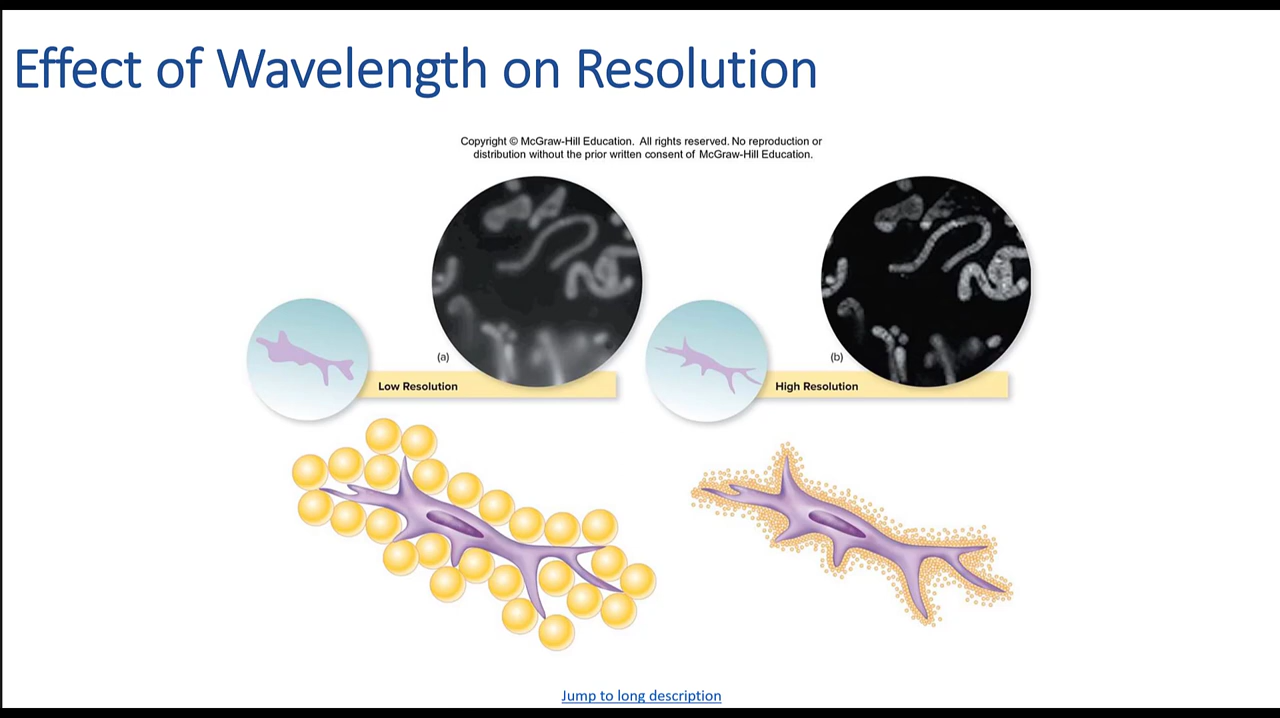 Effect of Wavelength on Resolution
Copyright © McGraw-Hill Education. All rights reserved. No reproduction or
distribution without the prior written consent of McGraw-Hill Education.
(a)
Low Resolution
(b)
High Resolution
Jump to long description